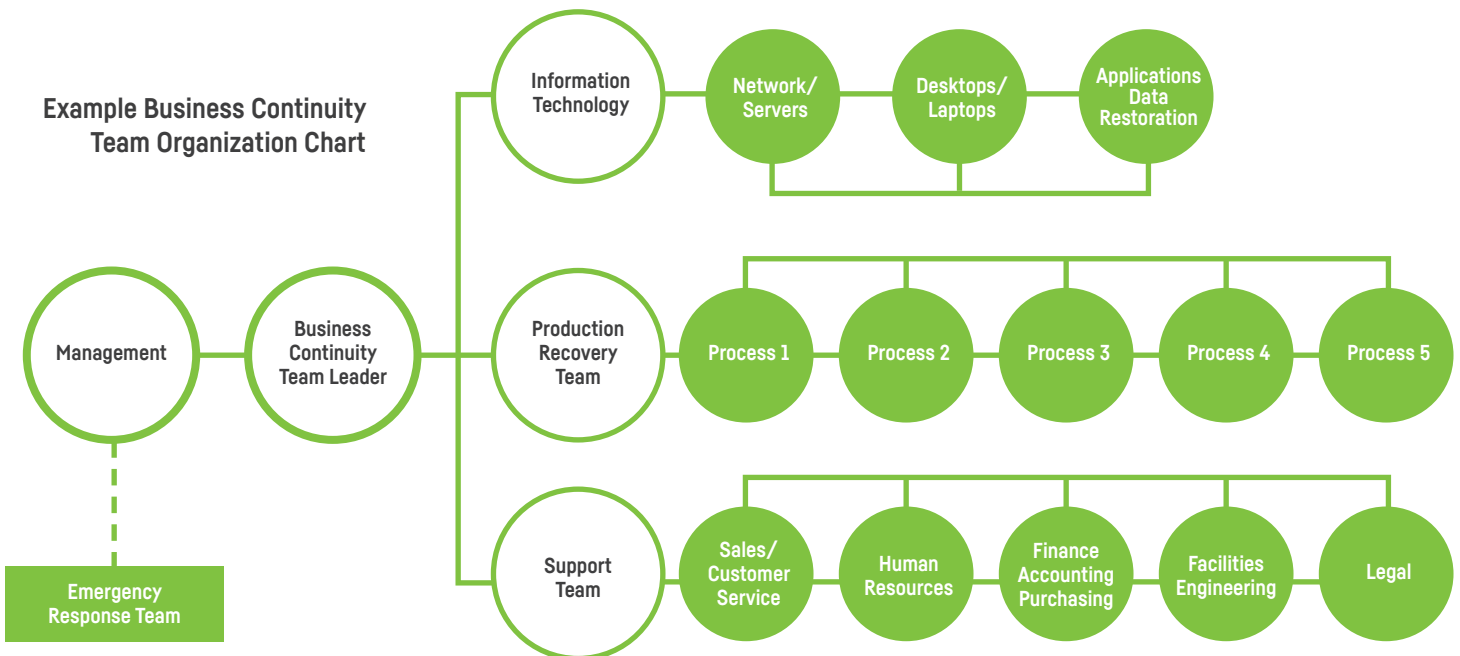 Example Business Continuity
Team Organization Chart
Information
Technology
Network/
Servers
Desktops/
Laptops
Applications
Data
Restoration
Management
Business
Continuity
Team Leader
Production
Recovery
Team
Process 1
Process 2
Process 3
Process 4
Process 5
Emergency
Response Team
Support
Team
Sales/
Customer
Service
Human
Resources
Finance
Accounting
Purchasing
Facilities
Engineering
Legal